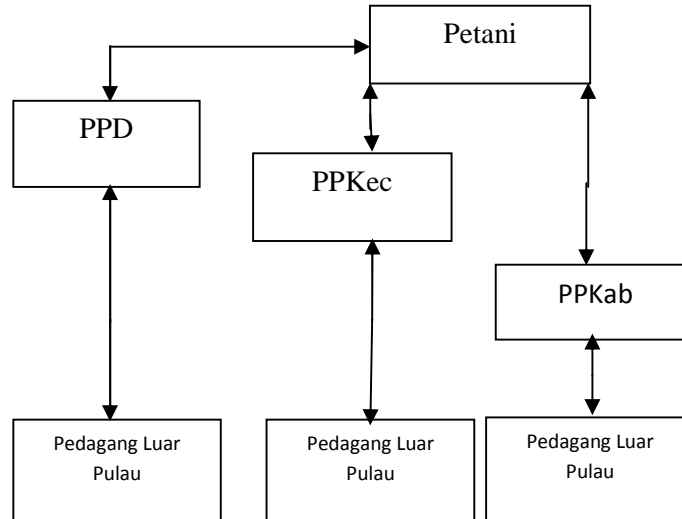 Petani
PPD
PPKec
PPKab
Pedagang Luar
Pulau
Pedagang Luar
Pulau
Pedagang Luar
Pulau